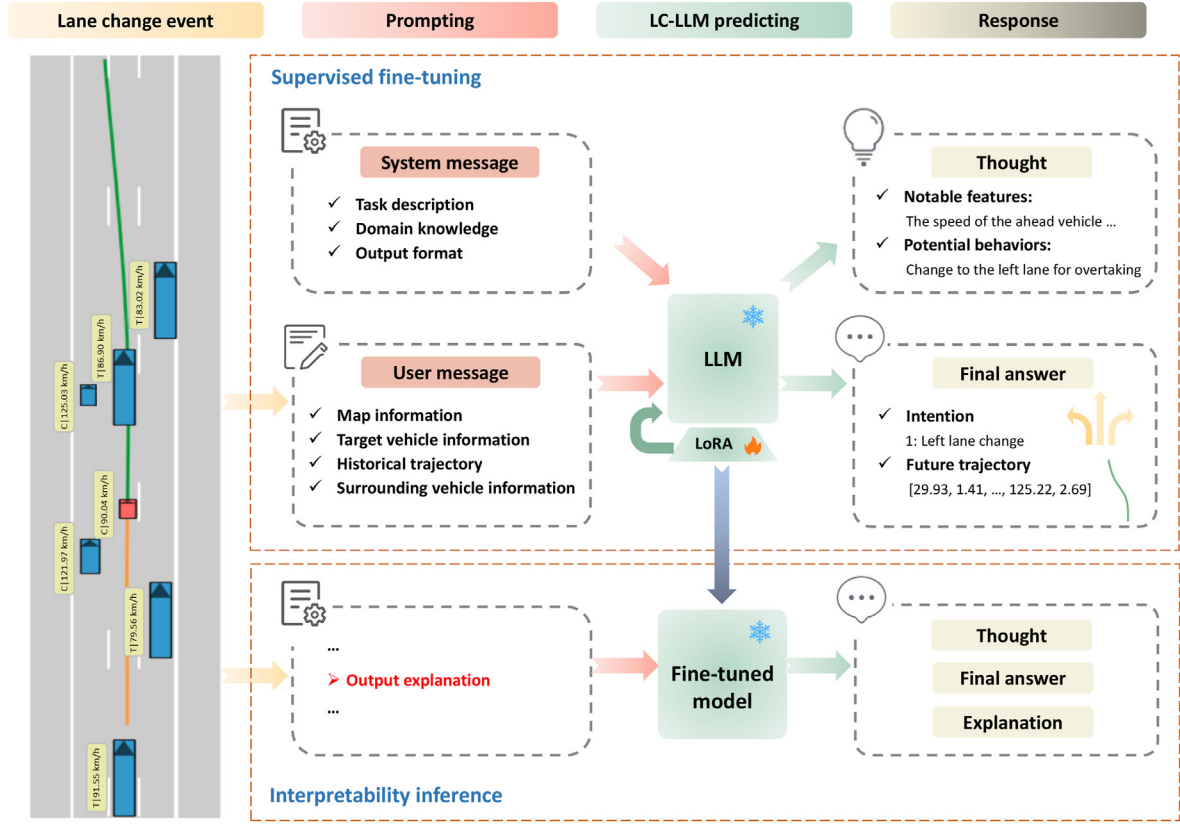 Lane change event
Prompting
LC-LLM predicting
Response
T|83.02 km/h
T|86.90 km/h
C|125.03 km/h
C|90.04 km/h
C|121.97 km/h
T|79.56 km/h
T|91.55 km/h
Supervised fine-tuning
System message
✓ Task description
✓ Domain knowledge
✓ Output format
User message
✓ Map information
✓ Target vehicle information
✓ Historical trajectory
✓ Surrounding vehicle information
LLM
LoRA
Thought
✓ Notable features:
The speed of the ahead vehicle ...
✓ Potential behaviors:
Change to the left lane for overtaking
Final answer
✓ Intention
1: Left lane change
✓ Future trajectory
[29.93, 1.41, ..., 125.22, 2.69]
...
➢ Output explanation
...
Fine-tuned
model
Thought
Final answer
Explanation
Interpretability inference